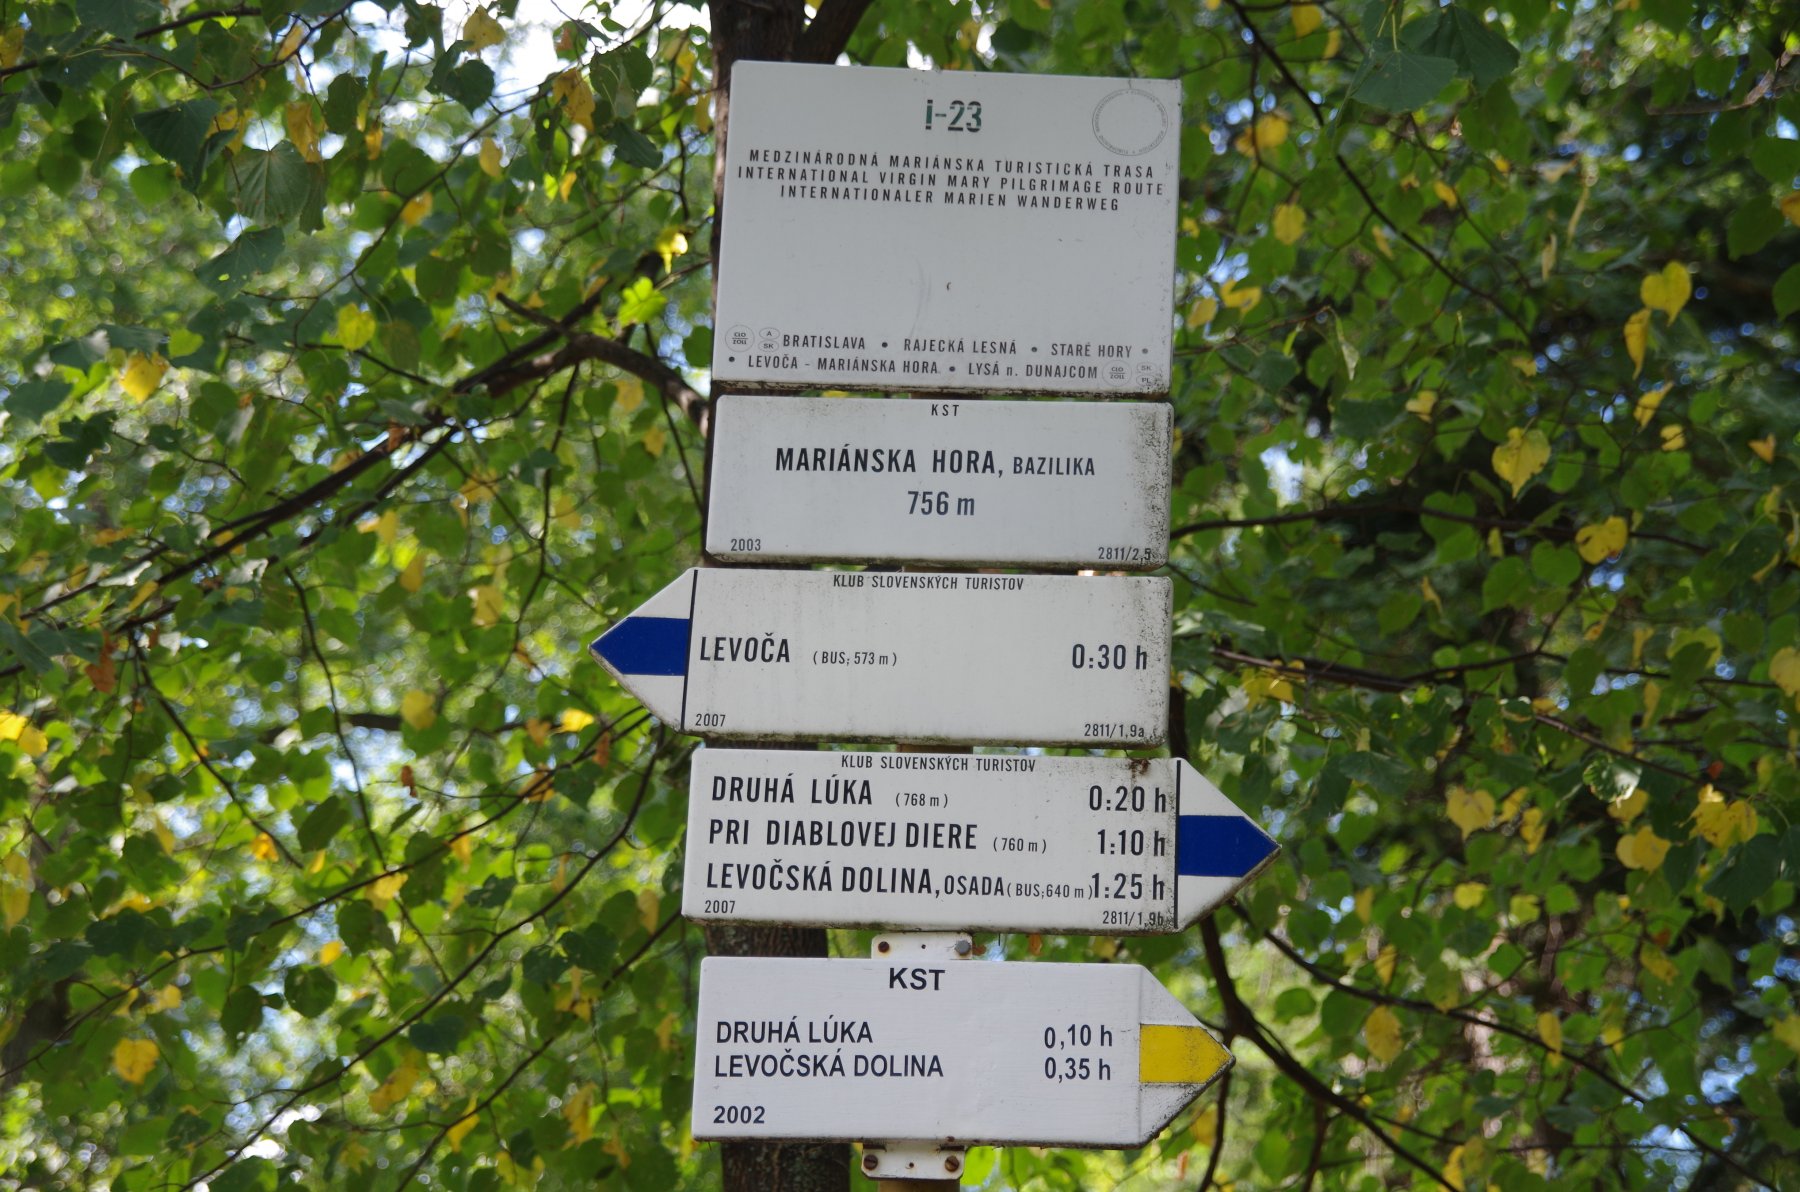 i-23
MEDZINÁRODNÁ MARIÁNSKA TURISTICKÁ TRASA
INTERNATIONAL VIRGIN MARY PILGRIMAGE ROUTE
INTERNATIONALER MARIEN WANDERWEG
A
SK
BRATISLAVA • RAJECKÁ LESNÁ • STARÉ HORY •
• LEVOČA - MARIÁNSKA HORA • LYSÁ n. DUNAJCOM
SK
PL
KST
MARIÁNSKA HORA, BAZILIKA
756 m
2003 2811/2,5
KLUB SLOVENSKÝCH TURISTOV
LEVOČA (BUS; 573 m) 0:30 h
2007 2811/1,9a
KLUB SLOVENSKÝCH TURISTOV
DRUHÁ LÚKA (768 m) 0:20 h
PRI DIABLOVEJ DIERE (760 m) 1:10 h
LEVOČSKÁ DOLINA, OSADA (BUS; 640 m) 1:25 h
2007 2811/1,9b
KST
DRUHÁ LÚKA 0,10 h
LEVOČSKÁ DOLINA 0,35 h
2002